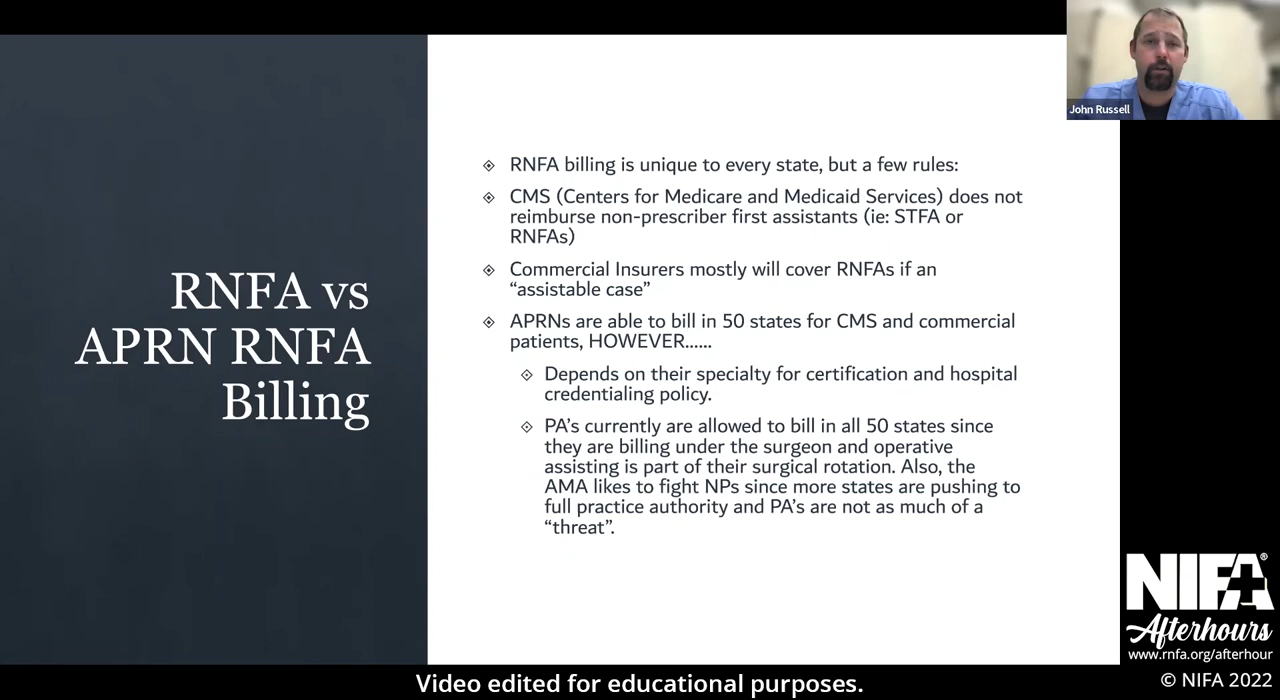 John Russell
RNFA vs
APRN RNFA
Billing
RNFA billing is unique to every state, but a few rules:
CMS (Centers for Medicare and Medicaid Services) does not
reimburse non-prescriber first assistants (ie: STFA or
RNFAs)
Commercial Insurers mostly will cover RNFAs if an
“assistable case”
APRNs are able to bill in 50 states for CMS and commercial
patients, HOWEVER......
Depends on their specialty for certification and hospital
credentialing policy.
PA’s currently are allowed to bill in all 50 states since
they are billing under the surgeon and operative
assisting is part of their surgical rotation. Also, the
AMA likes to fight NPs since more states are pushing to
full practice authority and PA’s are not as much of a
“threat”.
NIFA®
Afterhours
www.rnfa.org/afterhour
© NIFA 2022
Video edited for educational purposes.